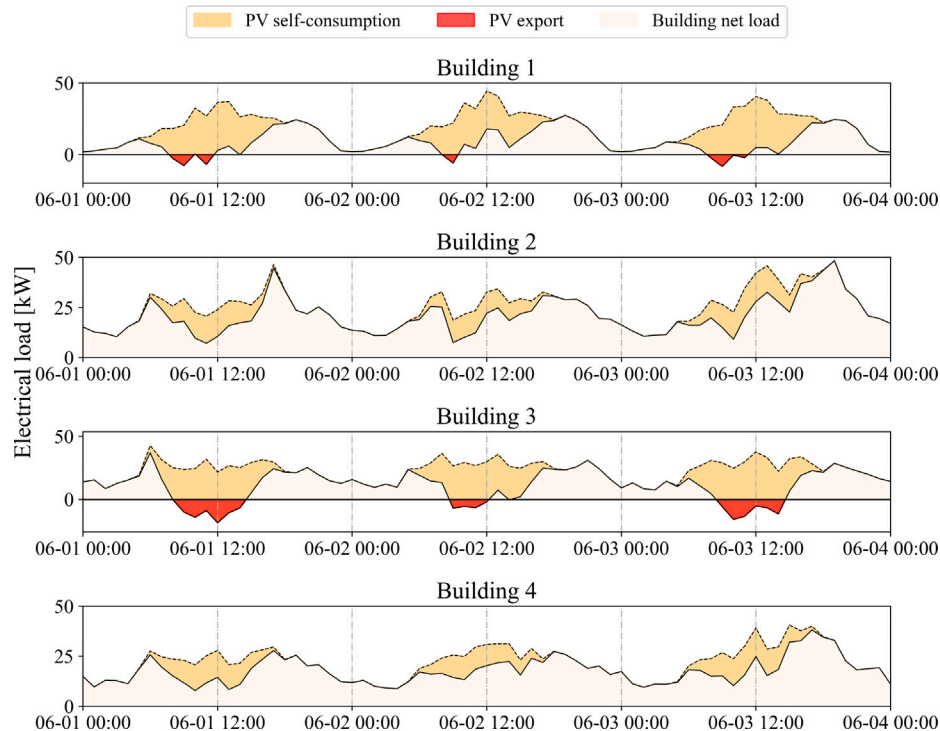 PV self-consumption PV export Building net load
Electrical load [kW]
Building 1
50
0
06-01 00:00 06-01 12:00 06-02 00:00 06-02 12:00 06-03 00:00 06-03 12:00 06-04 00:00
Building 2
50
25
0
06-01 00:00 06-01 12:00 06-02 00:00 06-02 12:00 06-03 00:00 06-03 12:00 06-04 00:00
Building 3
50
0
06-01 00:00 06-01 12:00 06-02 00:00 06-02 12:00 06-03 00:00 06-03 12:00 06-04 00:00
Building 4
50
25
0
06-01 00:00 06-01 12:00 06-02 00:00 06-02 12:00 06-03 00:00 06-03 12:00 06-04 00:00